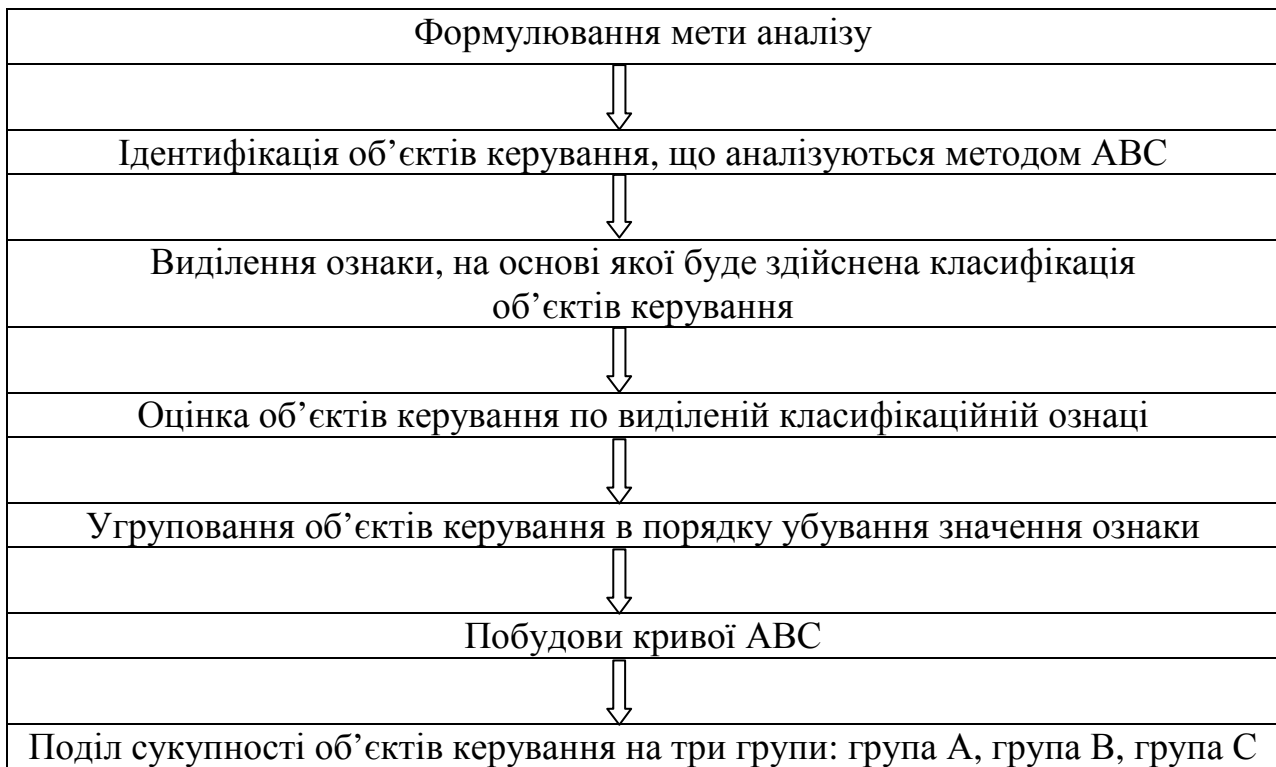 Формулювання мети аналізу
Ідентифікація об’єктів керування, що аналізуються методом АВС
Виділення ознаки, на основі якої буде здійснена класифікація
об’єктів керування
Оцінка об’єктів керування по виділеній класифікаційній ознаці
Угруповання об’єктів керування в порядку убування значення ознаки
Побудови кривої АВС
Поділ сукупності об’єктів керування на три групи: група А, група В, група С